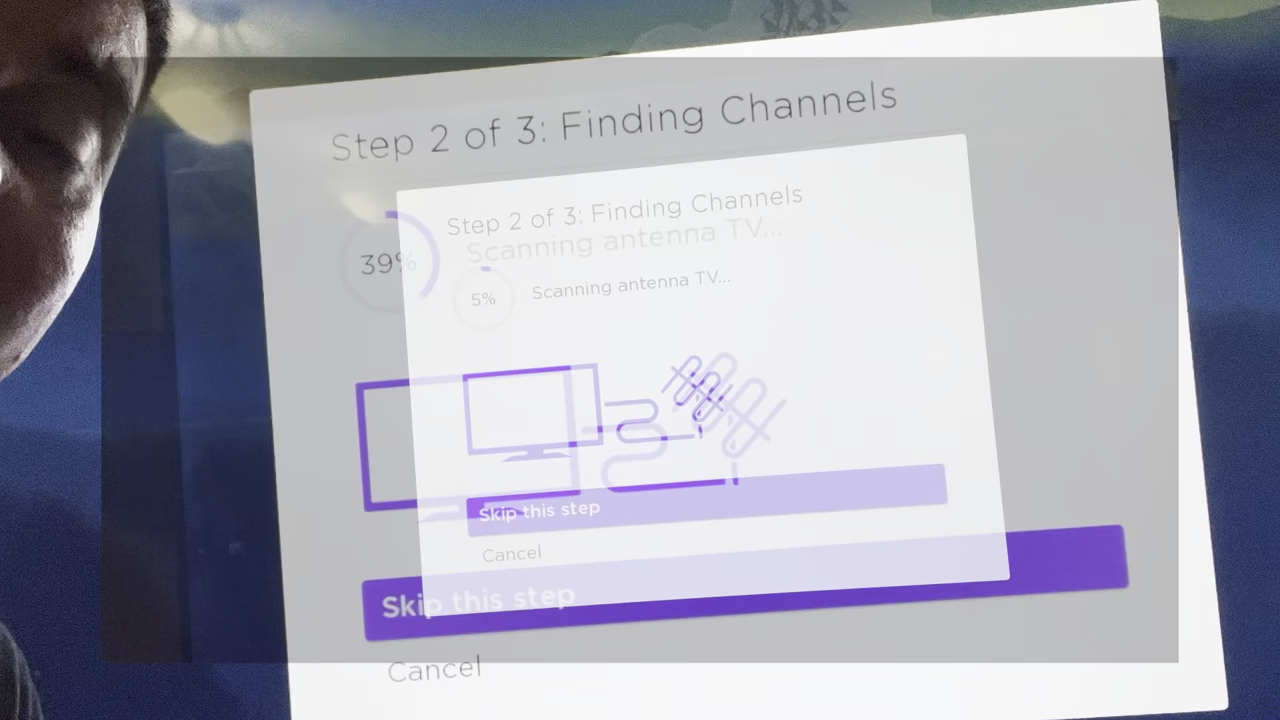 Step 2 of 3: Finding Channels
39%
Scanning antenna TV...
Skip this step
Cancel
Step 2 of 3: Finding Channels
5%
Scanning antenna TV...
Skip this step
Cancel